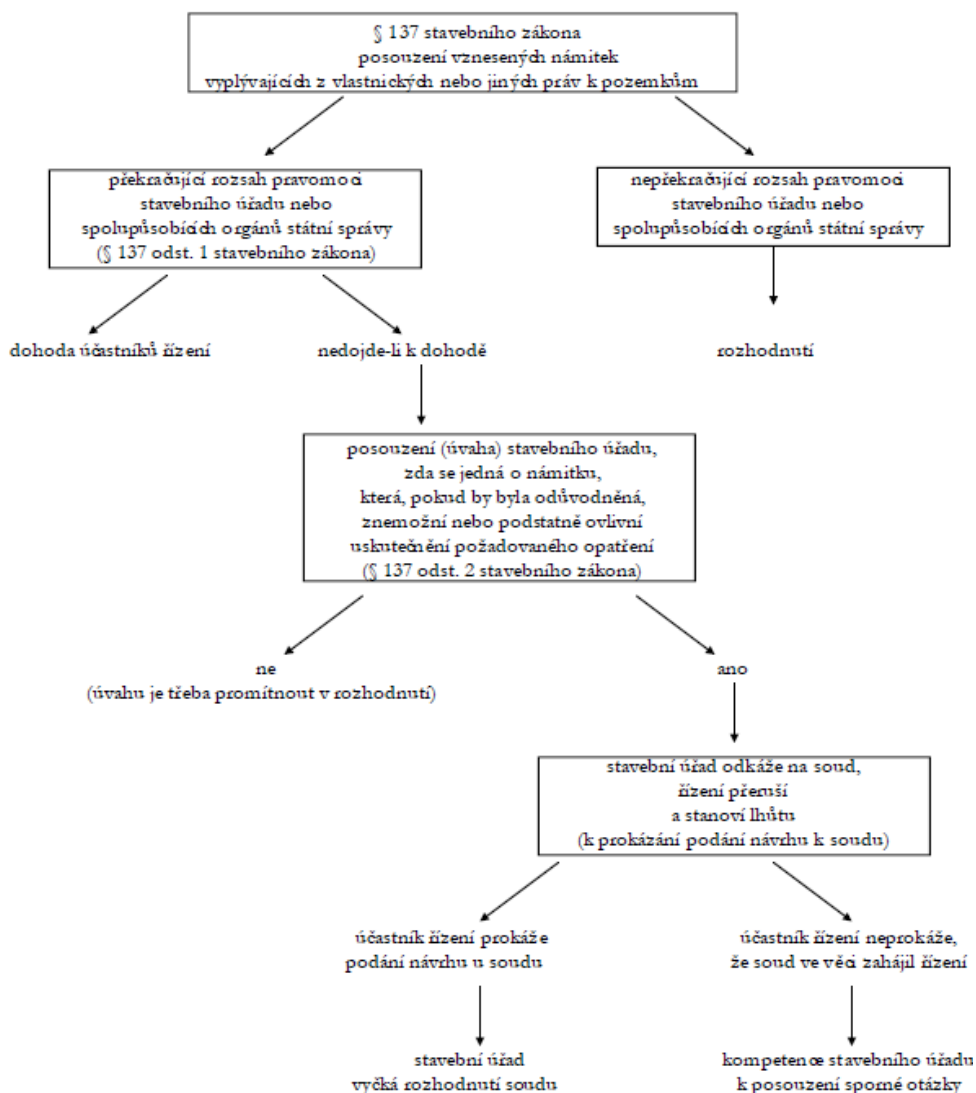 § 137 stavebního zákona
posouzení vznesených námitek
vyplývajících z vlastnických nebo jiných práv k pozemkům
překračující rozsah pravomoci
stavebního úřadu nebo
spolupůsobících orgánů státní správy
(§ 137 odst. 1 stavebního zákona)
nepřekračující rozsah pravomoci
stavebního úřadu nebo
spolupůsobících orgánů státní správy
dohoda účastníků řízení
nedojde-li k dohodě
rozhodnutí
posouzení (úvaha) stavebního úřadu,
zda se jedná o námitku,
která, pokud by byla odůvodněná,
znemožní nebo podstatně ovlivní
uskutečnění požadovaného opatření
(§ 137 odst. 2 stavebního zákona)
ne
(úvahu je třeba promítnout v rozhodnutí)
ano
stavební úřad odkáže na soud,
řízení přeruší
a stanoví lhůtu
(k prokázání podání návrhu k soudu)
účastník řízení prokáže
podání návrhu u soudu
účastník řízení neprokáže,
že soud ve věci zahájil řízení
stavební úřad
vyčká rozhodnutí soudu
kompetence stavebního úřadu
k posouzení sporné otázky